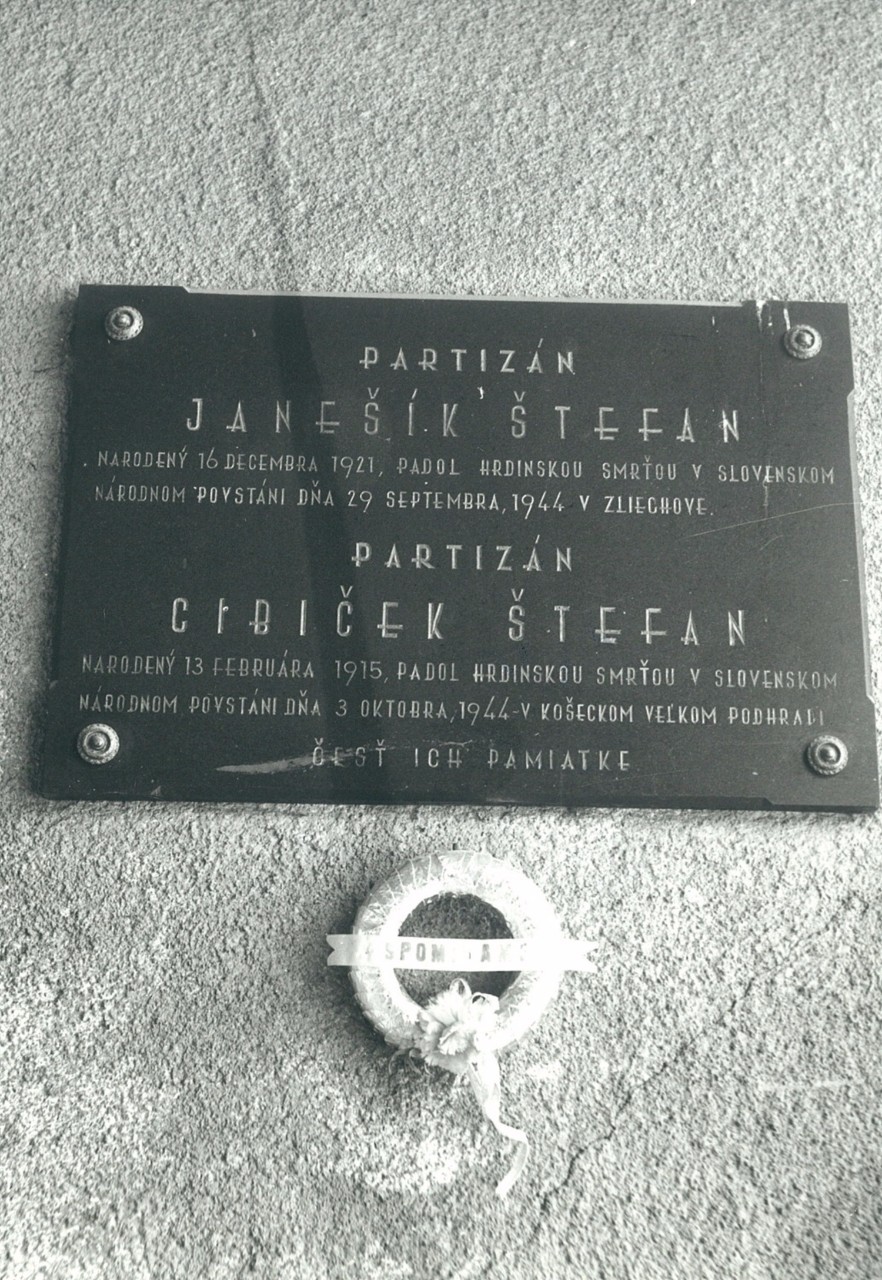 PARTIZÁN
JANEŠÍK ŠTEFAN
NARODENÝ 16 DECEMBRA 1921, PADOL HRDINSKOU SMRŤOU V SLOVENSKOM
NÁRODNOM POVSTÁNI DŇA 29 SEPTEMBRA, 1944 V ZLIECHOVE.
PARTIZÁN
CIBIČEK ŠTEFAN
NARODENÝ 13 FEBRUÁRA 1915, PADOL HRDINSKOU SMRŤOU V SLOVENSKOM
NÁRODNOM POVSTÁNI DŇA 3 OKTOBRA, 1944-V KOŠECKOM VEĽKOM PODHRADÍ
ČESŤ ICH PAMIATKE